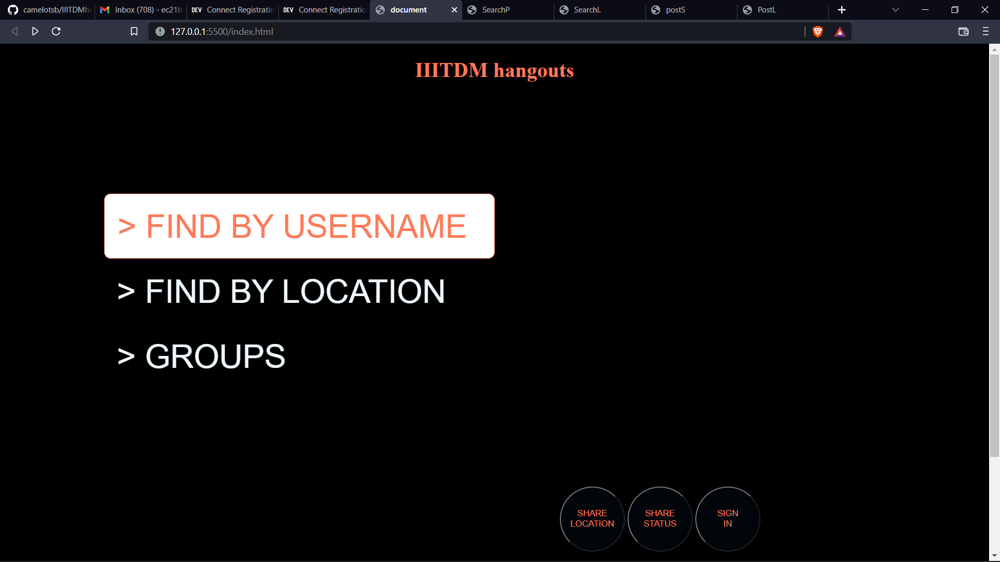 camelotsb/IIITDMh
Inbox (708) - ec21b
DEV Connect Registratio
DEV Connect Registratio
document
SearchP
SearchL
postS
PostL
127.0.0.1:5500/index.html
IIITDM hangouts
> FIND BY USERNAME
> FIND BY LOCATION
> GROUPS
SHARE
LOCATION
SHARE
STATUS
SIGN
IN